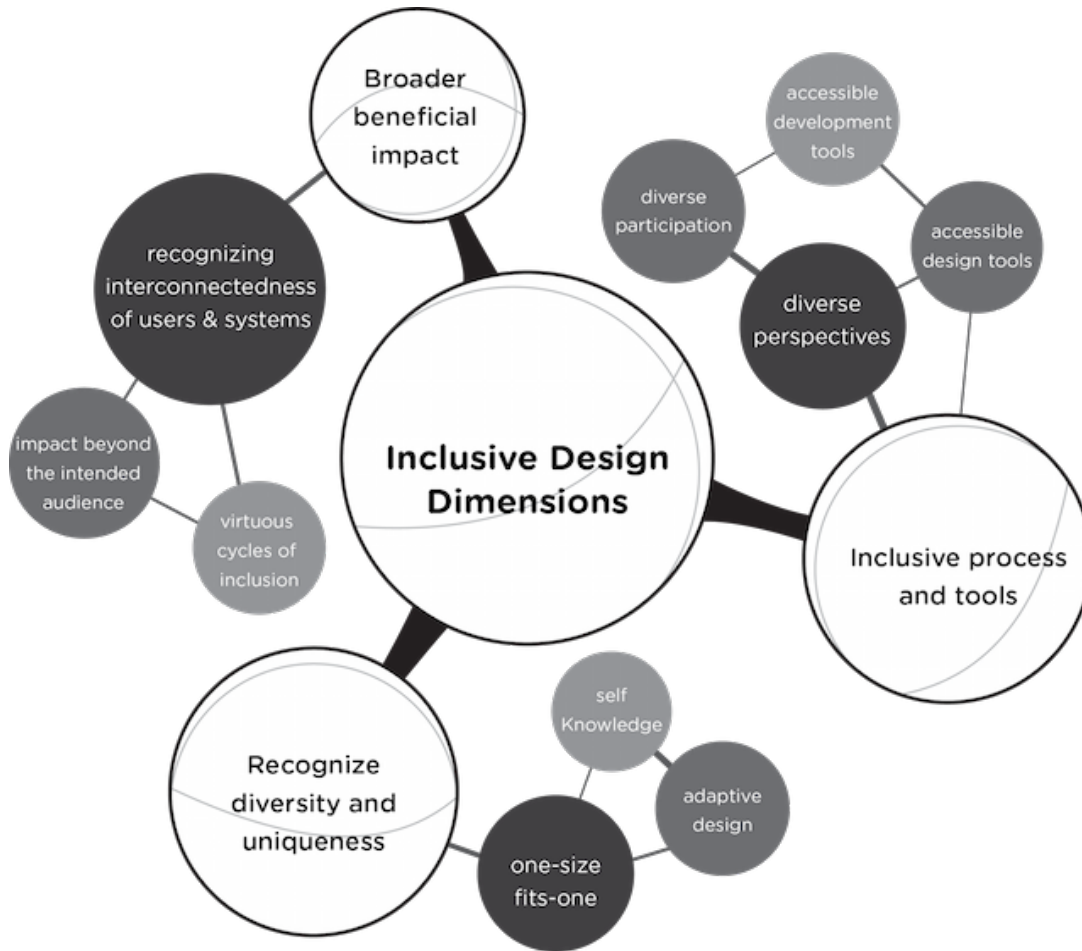 Broader
beneficial
impact
recognizing
interconnectedness
of users & systems
impact beyond
the intended
audience
virtuous
cycles of
inclusion
accessible
development
tools
diverse
participation
accessible
design tools
diverse
perspectives
Inclusive Design
Dimensions
Inclusive process
and tools
Recognize
diversity and
uniqueness
self
Knowledge
adaptive
design
one-size
fits-one